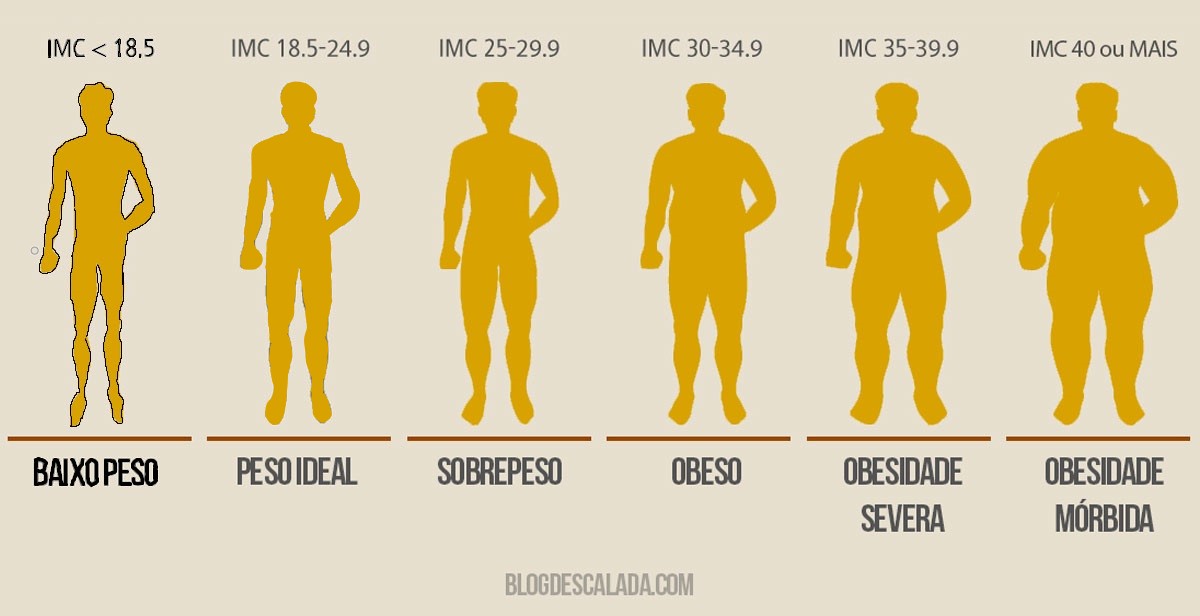 IMC < 18,5
IMC 18.5-24.9
IMC 25-29.9
IMC 30-34.9
IMC 35-39.9
IMC 40 ou MAIS
BAIXO PESO
PESO IDEAL
SOBREPESO
OBESO
OBESIDADE
SEVERA
OBESIDADE
MÓRBIDA
BLOGDESCALADA.COM